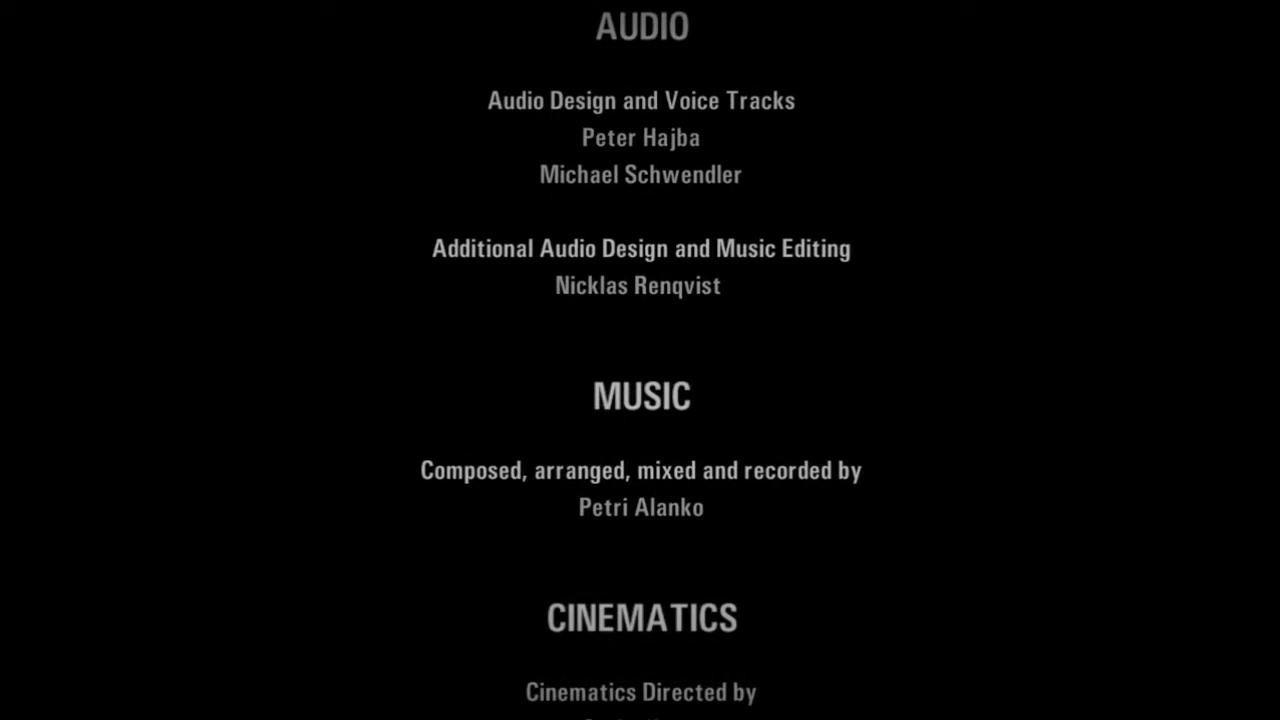 AUDIO
Audio Design and Voice Tracks
Peter Hajba
Michael Schwendler
Additional Audio Design and Music Editing
Nicklas Renqvist
MUSIC
Composed, arranged, mixed and recorded by
Petri Alanko
CINEMATICS
Cinematics Directed by